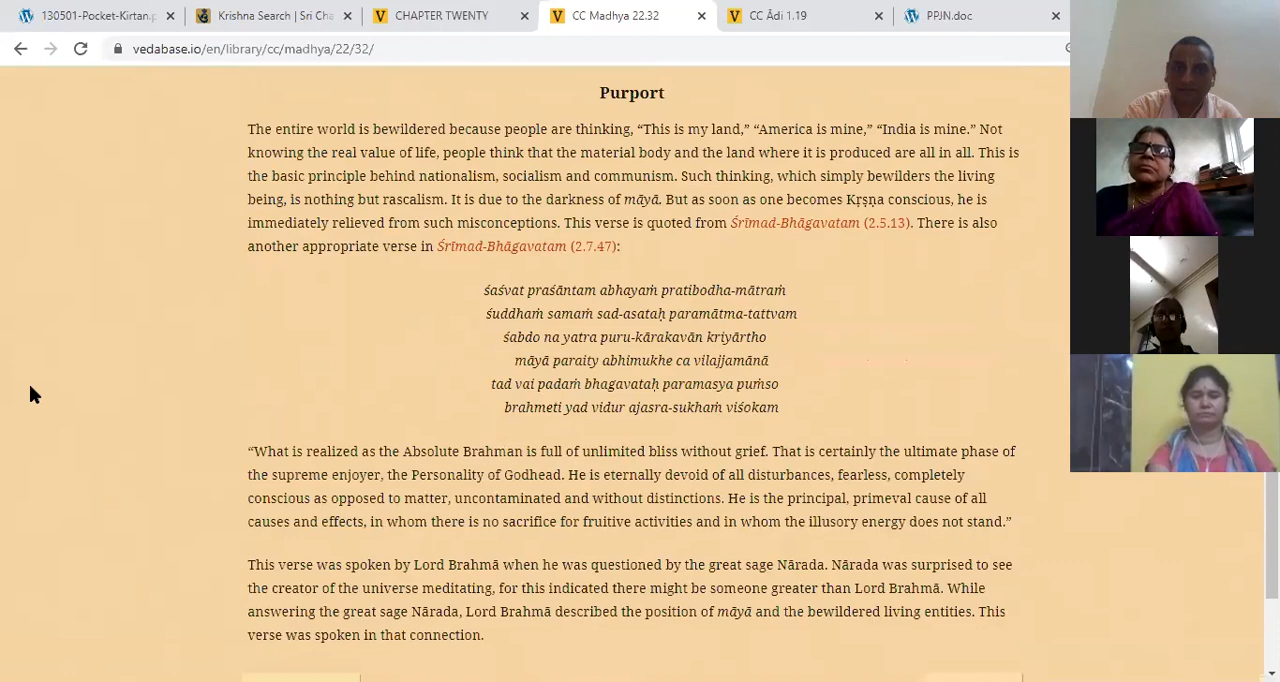 130501-Pocket-Kirtan.p
Krishna Search | Sri Cha
CHAPTER TWENTY
CC Madhya 22.32
CC Ādi 1.19
PPJN.doc
vedabase.io/en/library/cc/madhya/22/32/
Purport
The entire world is bewildered because people are thinking, “This is my land,” “America is mine,” “India is mine.” Not
knowing the real value of life, people think that the material body and the land where it is produced are all in all. This is
the basic principle behind nationalism, socialism and communism. Such thinking, which simply bewilders the living
being, is nothing but rascalism. It is due to the darkness of māyā. But as soon as one becomes Kṛṣṇa conscious, he is
immediately relieved from such misconceptions. This verse is quoted from Śrīmad-Bhāgavatam (2.5.13). There is also
another appropriate verse in Śrīmad-Bhāgavatam (2.7.47):
śaśvat praśāntam abhayaṁ pratibodha-mātraṁ
śuddhaṁ samaṁ sad-asataḥ paramātma-tattvam
śabdo na yatra puru-kārakavān kriyārtho
māyā paraity abhimukhe ca vilajjamānā
tad vai padaṁ bhagavataḥ paramasya puṁso
brahmeti yad vidur ajasra-sukhaṁ viśokam
“What is realized as the Absolute Brahman is full of unlimited bliss without grief. That is certainly the ultimate phase of
the supreme enjoyer, the Personality of Godhead. He is eternally devoid of all disturbances, fearless, completely
conscious as opposed to matter, uncontaminated and without distinctions. He is the principal, primeval cause of all
causes and effects, in whom there is no sacrifice for fruitive activities and in whom the illusory energy does not stand.”
This verse was spoken by Lord Brahmā when he was questioned by the great sage Nārada. Nārada was surprised to see
the creator of the universe meditating, for this indicated there might be someone greater than Lord Brahmā. While
answering the great sage Nārada, Lord Brahmā described the position of māyā and the bewildered living entities. This
verse was spoken in that connection.